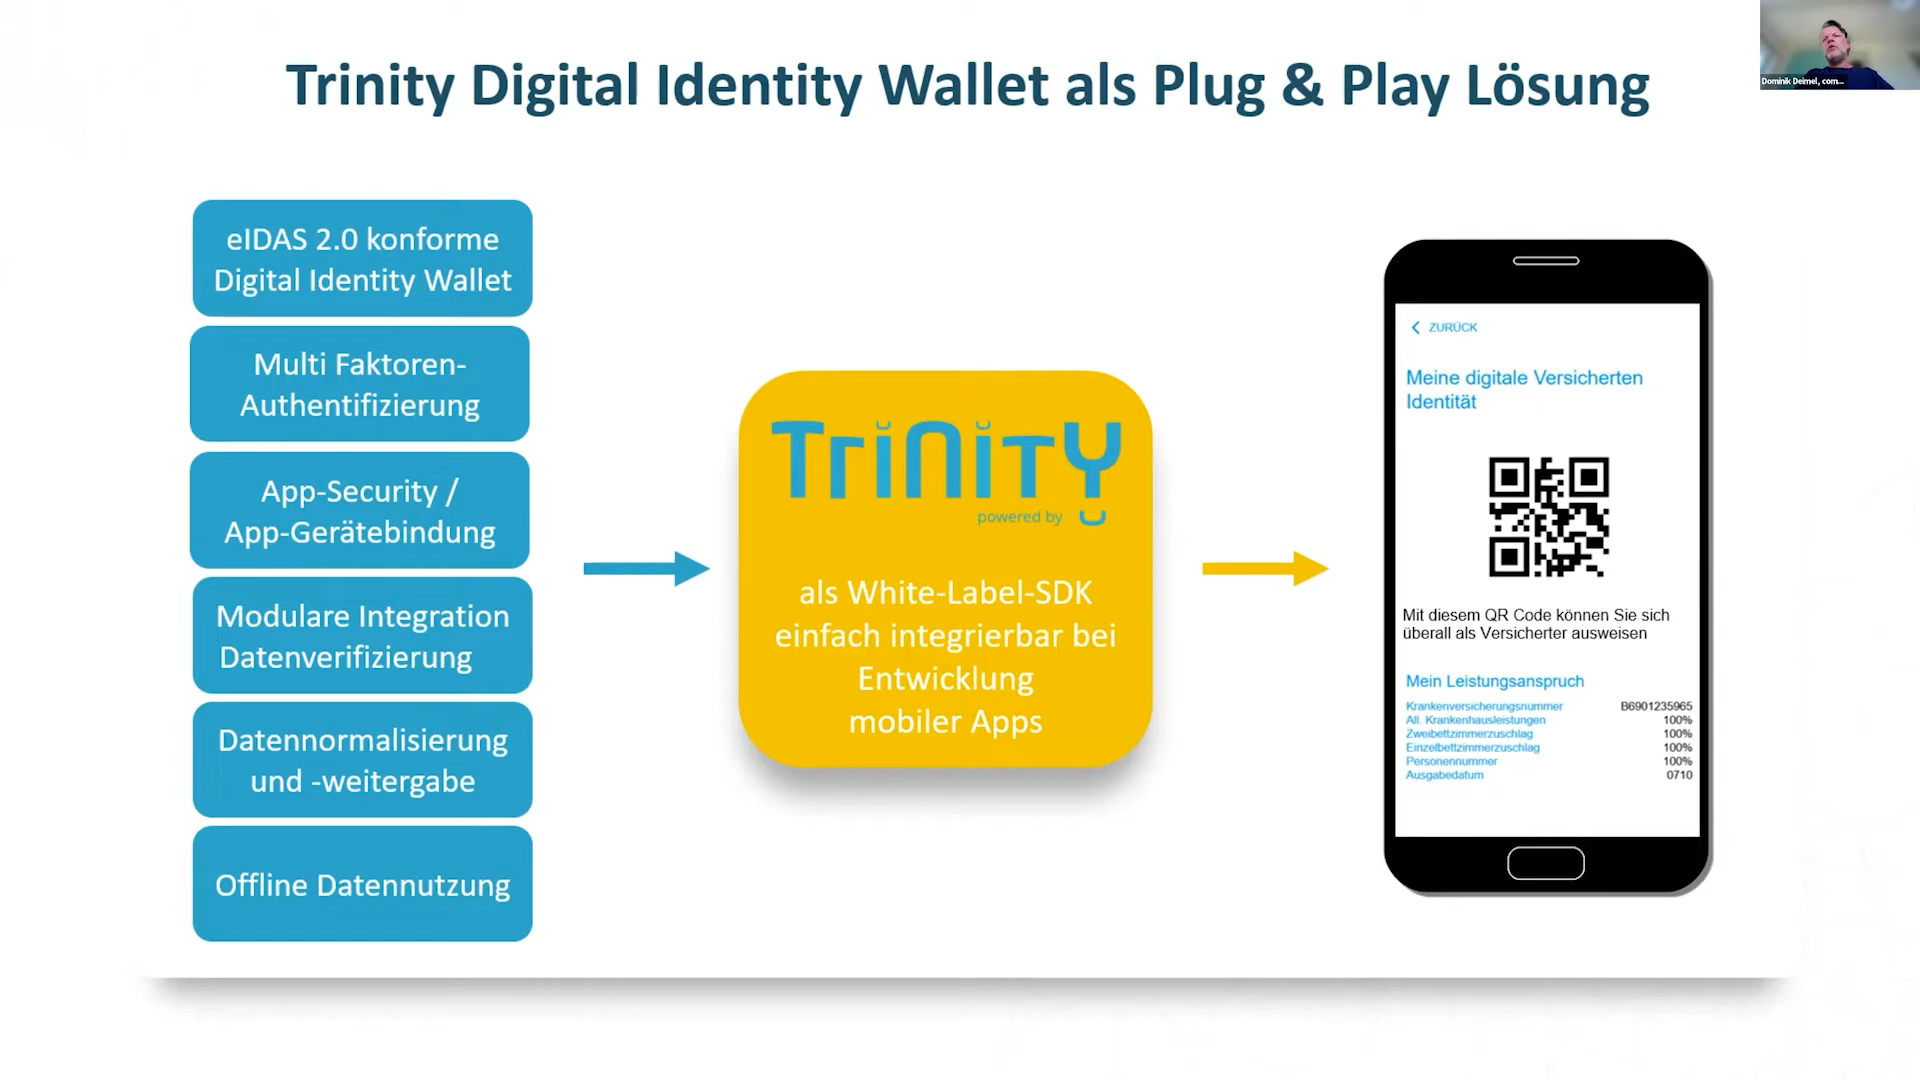 Trinity Digital Identity Wallet als Plug & Play Lösung
Dominik Deimel, com...
eIDAS 2.0 konforme
Digital Identity Wallet
Multi Faktoren-
Authentifizierung
App-Security /
App-Gerätebindung
Modulare Integration
Datenverifizierung
Datennormalisierung
und -weitergabe
Offline Datennutzung
TriNiTY
powered by
als White-Label-SDK
einfach integrierbar bei
Entwicklung
mobiler Apps
ZURÜCK
Meine digitale Versicherten
Identität
Mit diesem QR Code können Sie sich
überall als Versicherter ausweisen
Mein Leistungsanspruch
Krankenversicherungsnummer B6901235965
All. Krankenhausleistungen 100%
Zweibettzimmerzuschlag 100%
Einzelbettzimmerzuschlag 100%
Personennummer 100%
Ausgabedatum 0710